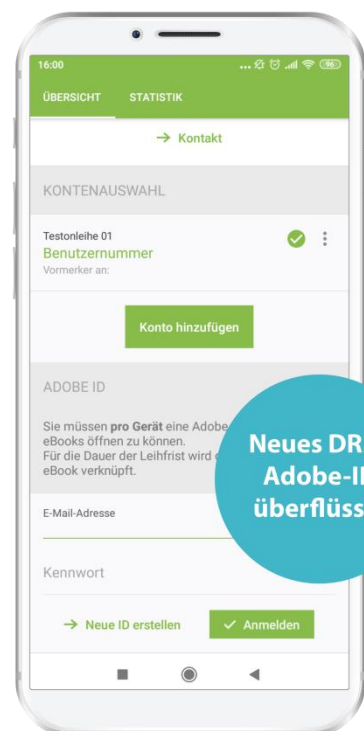 16:00
... 96
ÜBERSICHT STATISTIK
→ Kontakt
KONTENAUSWAHL
Testonleihe 01
Benutzernummer
Vormerker an:
Konto hinzufügen
ADOBE ID
Sie müssen pro Gerät eine Adobe
eBooks öffnen zu können.
Für die Dauer der Leihfrist wird
eBook verknüpft.
Neues DR
Adobe-I
überflüss
E-Mail-Adresse
Kennwort
→ Neue ID erstellen
Anmelden